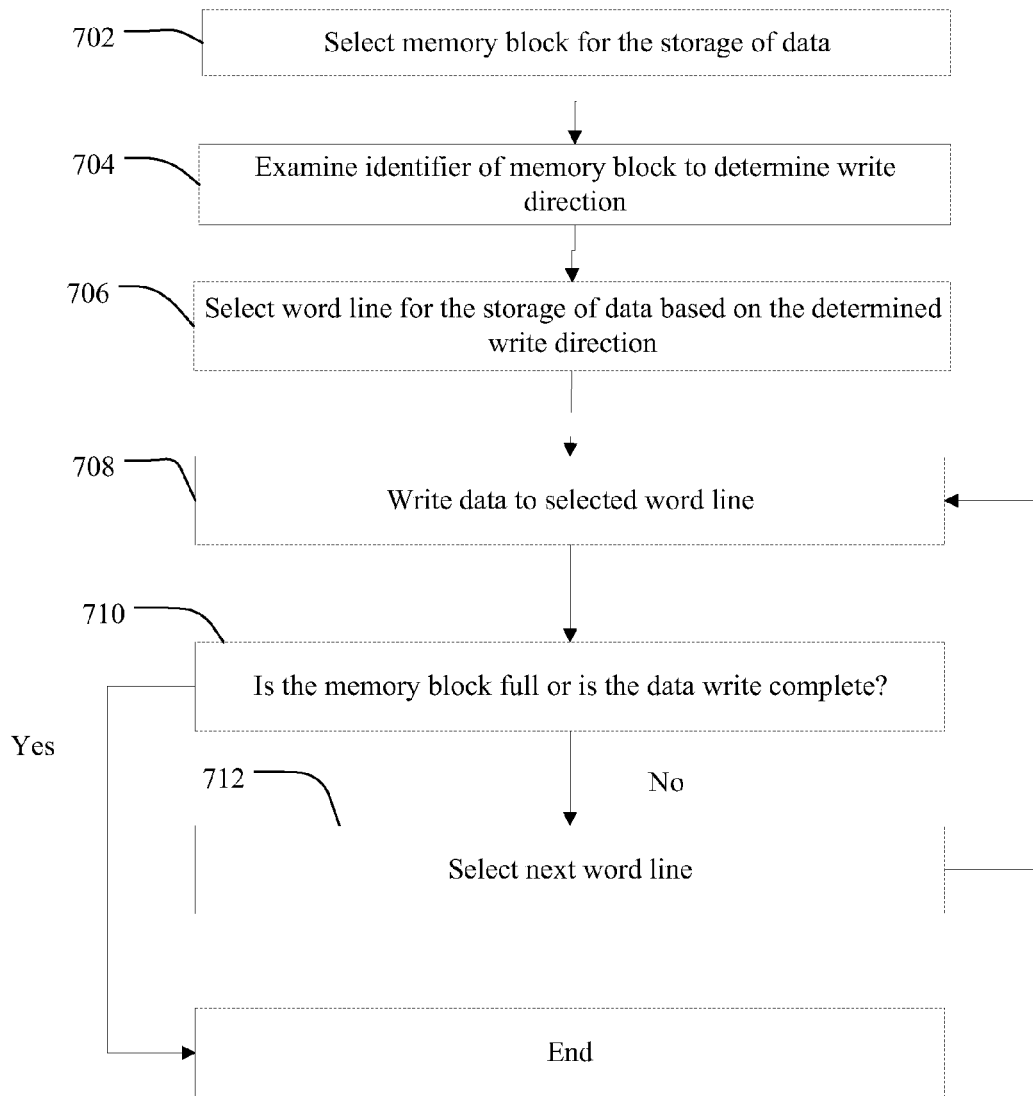 702
Select memory block for the storage of data
704
Examine identifier of memory block to determine write
direction
706
Select word line for the storage of data based on the determined
write direction
708
Write data to selected word line
710
Is the memory block full or is the data write complete?
Yes
712
No
Select next word line
End